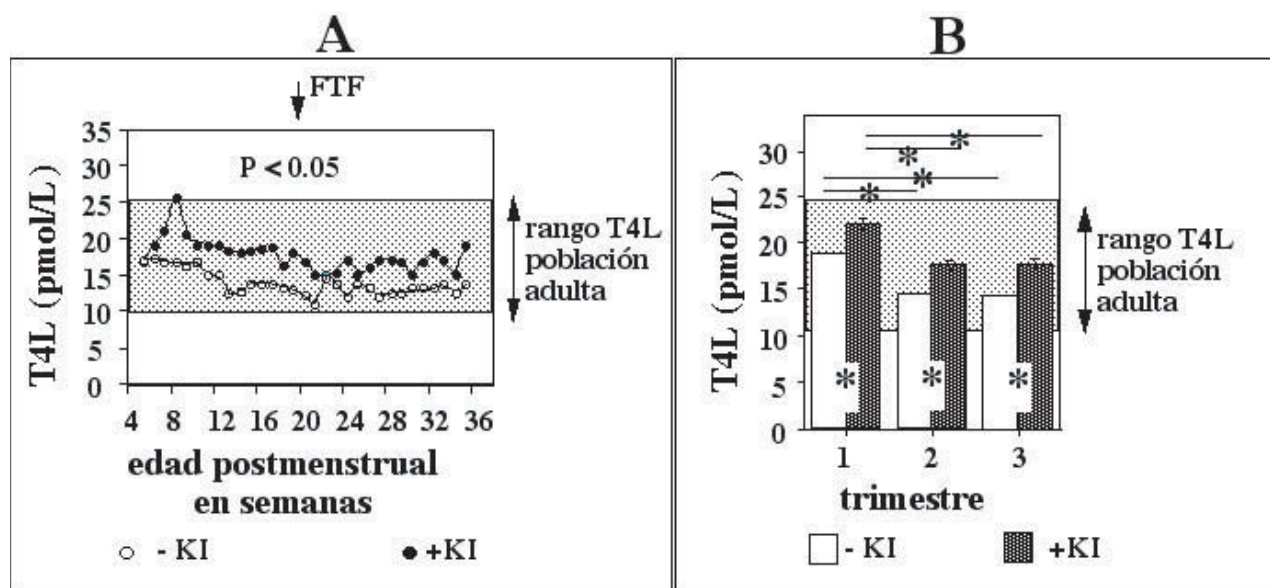 A
FTF
35
30
25
20
15
10
5
0
P < 0.05
T4L (pmol/L)
rango T4L
población
adulta
4 8 12 16 20 24 28 32 36
edad postmenstrual
en semanas
- KI +KI
B
30
25
20
15
10
5
0
* * * *
* * *
T4L (pmol/L)
rango T4L
población
adulta
1 2 3
trimestre
- KI +KI